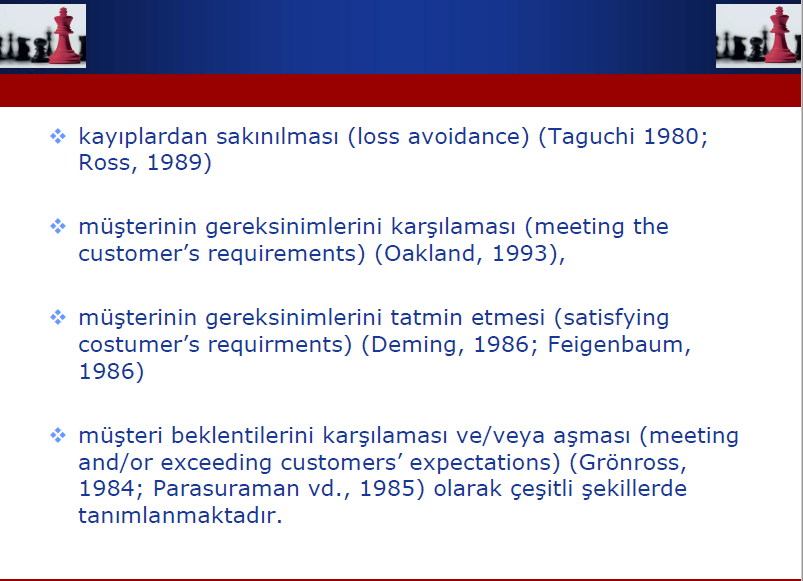 kayıplardan sakınılması (loss avoidance) (Taguchi 1980;
Ross, 1989)
müşterinin gereksinimlerini karşılaması (meeting the
customer’s requirements) (Oakland, 1993),
müşterinin gereksinimlerini tatmin etmesi (satisfying
costumer’s requirments) (Deming, 1986; Feigenbaum,
1986)
müşteri beklentilerini karşılaması ve/veya aşması (meeting
and/or exceeding customers’ expectations) (Grönross,
1984; Parasuraman vd., 1985) olarak çeşitli şekillerde
tanımlanmaktadır.